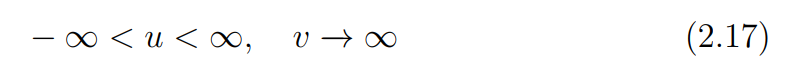 − ∞ < u < ∞, v → ∞ (2.17)